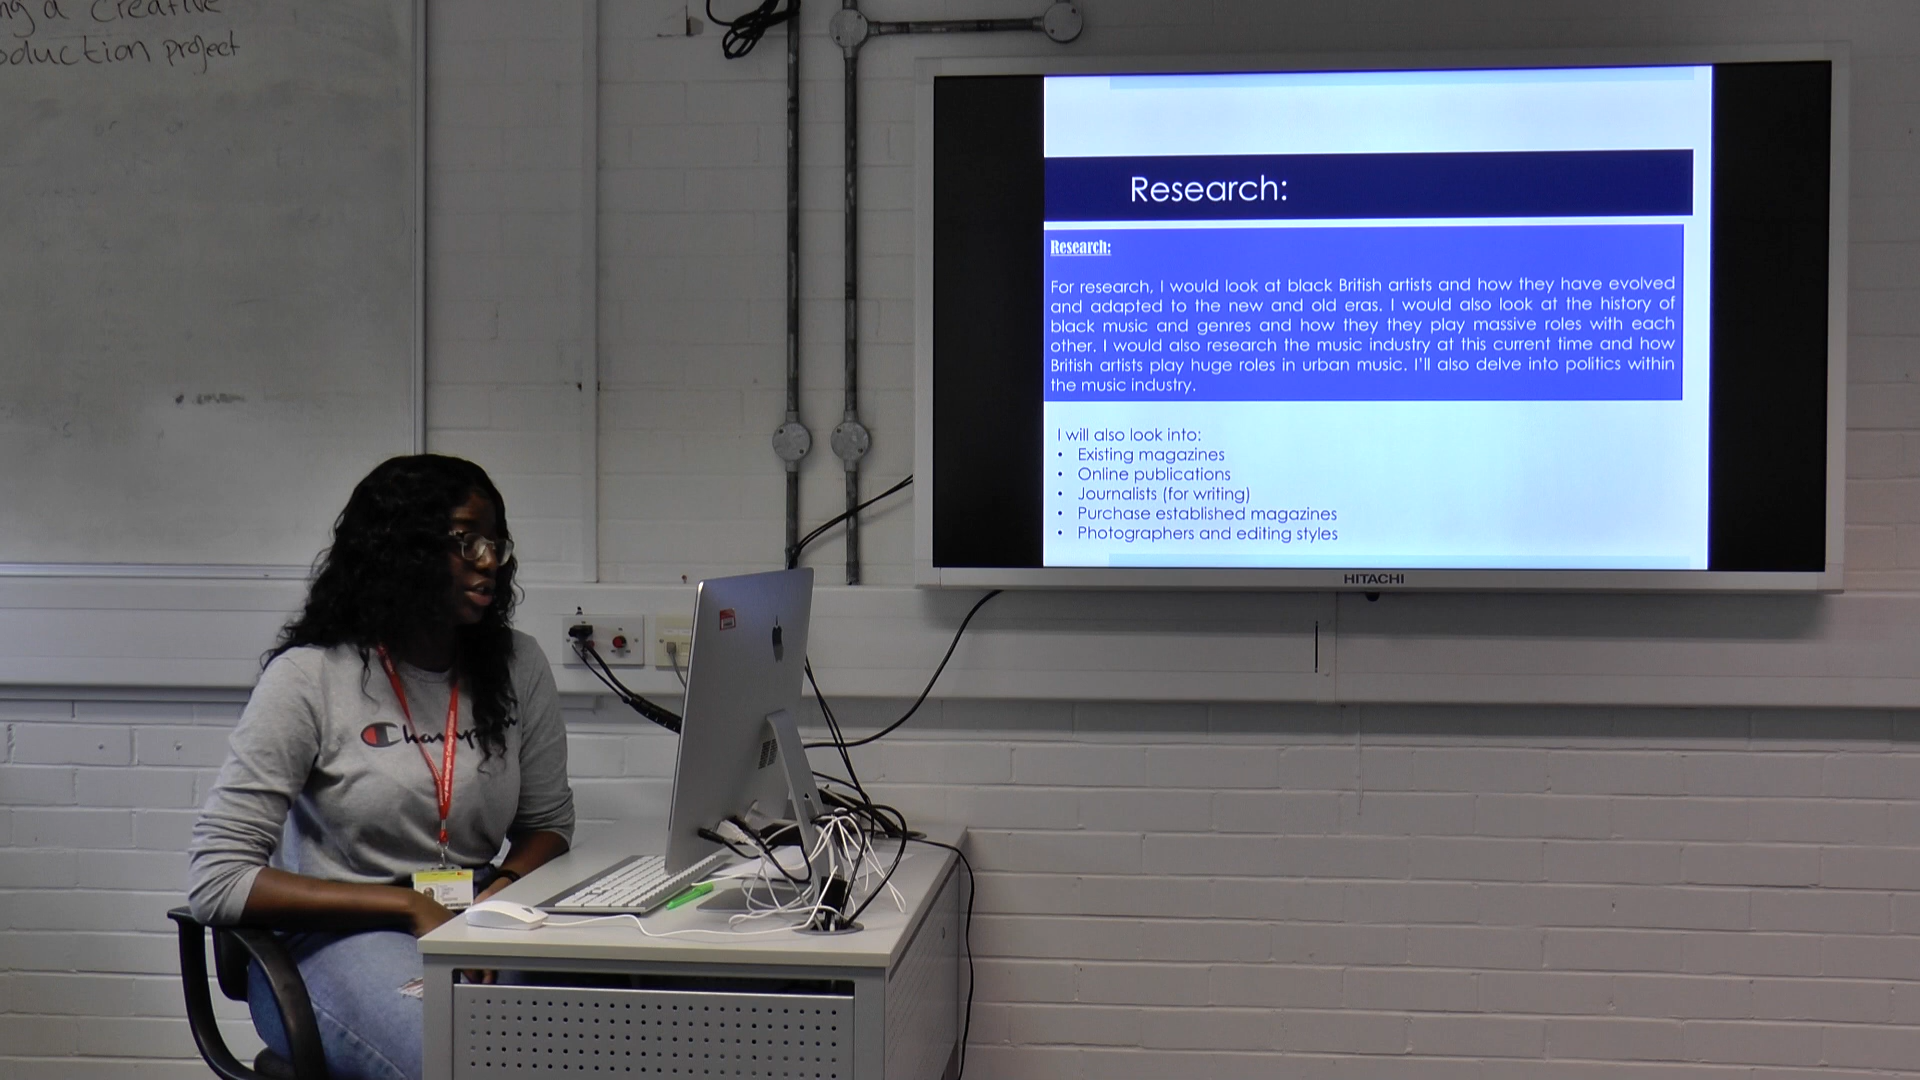 ng a creative
oduction project
Research:
Research:
For research, I would look at black British artists and how they have evolved
and adapted to the new and old eras. I would also look at the history of
black music and genres and how they they play massive roles with each
other. I would also research the music industry at this current time and how
British artists play huge roles in urban music. I'll also delve into politics within
the music industry.
I will also look into:
• Existing magazines
• Online publications
• Journalists (for writing)
• Purchase established magazines
• Photographers and editing styles
HITACHI
Champion